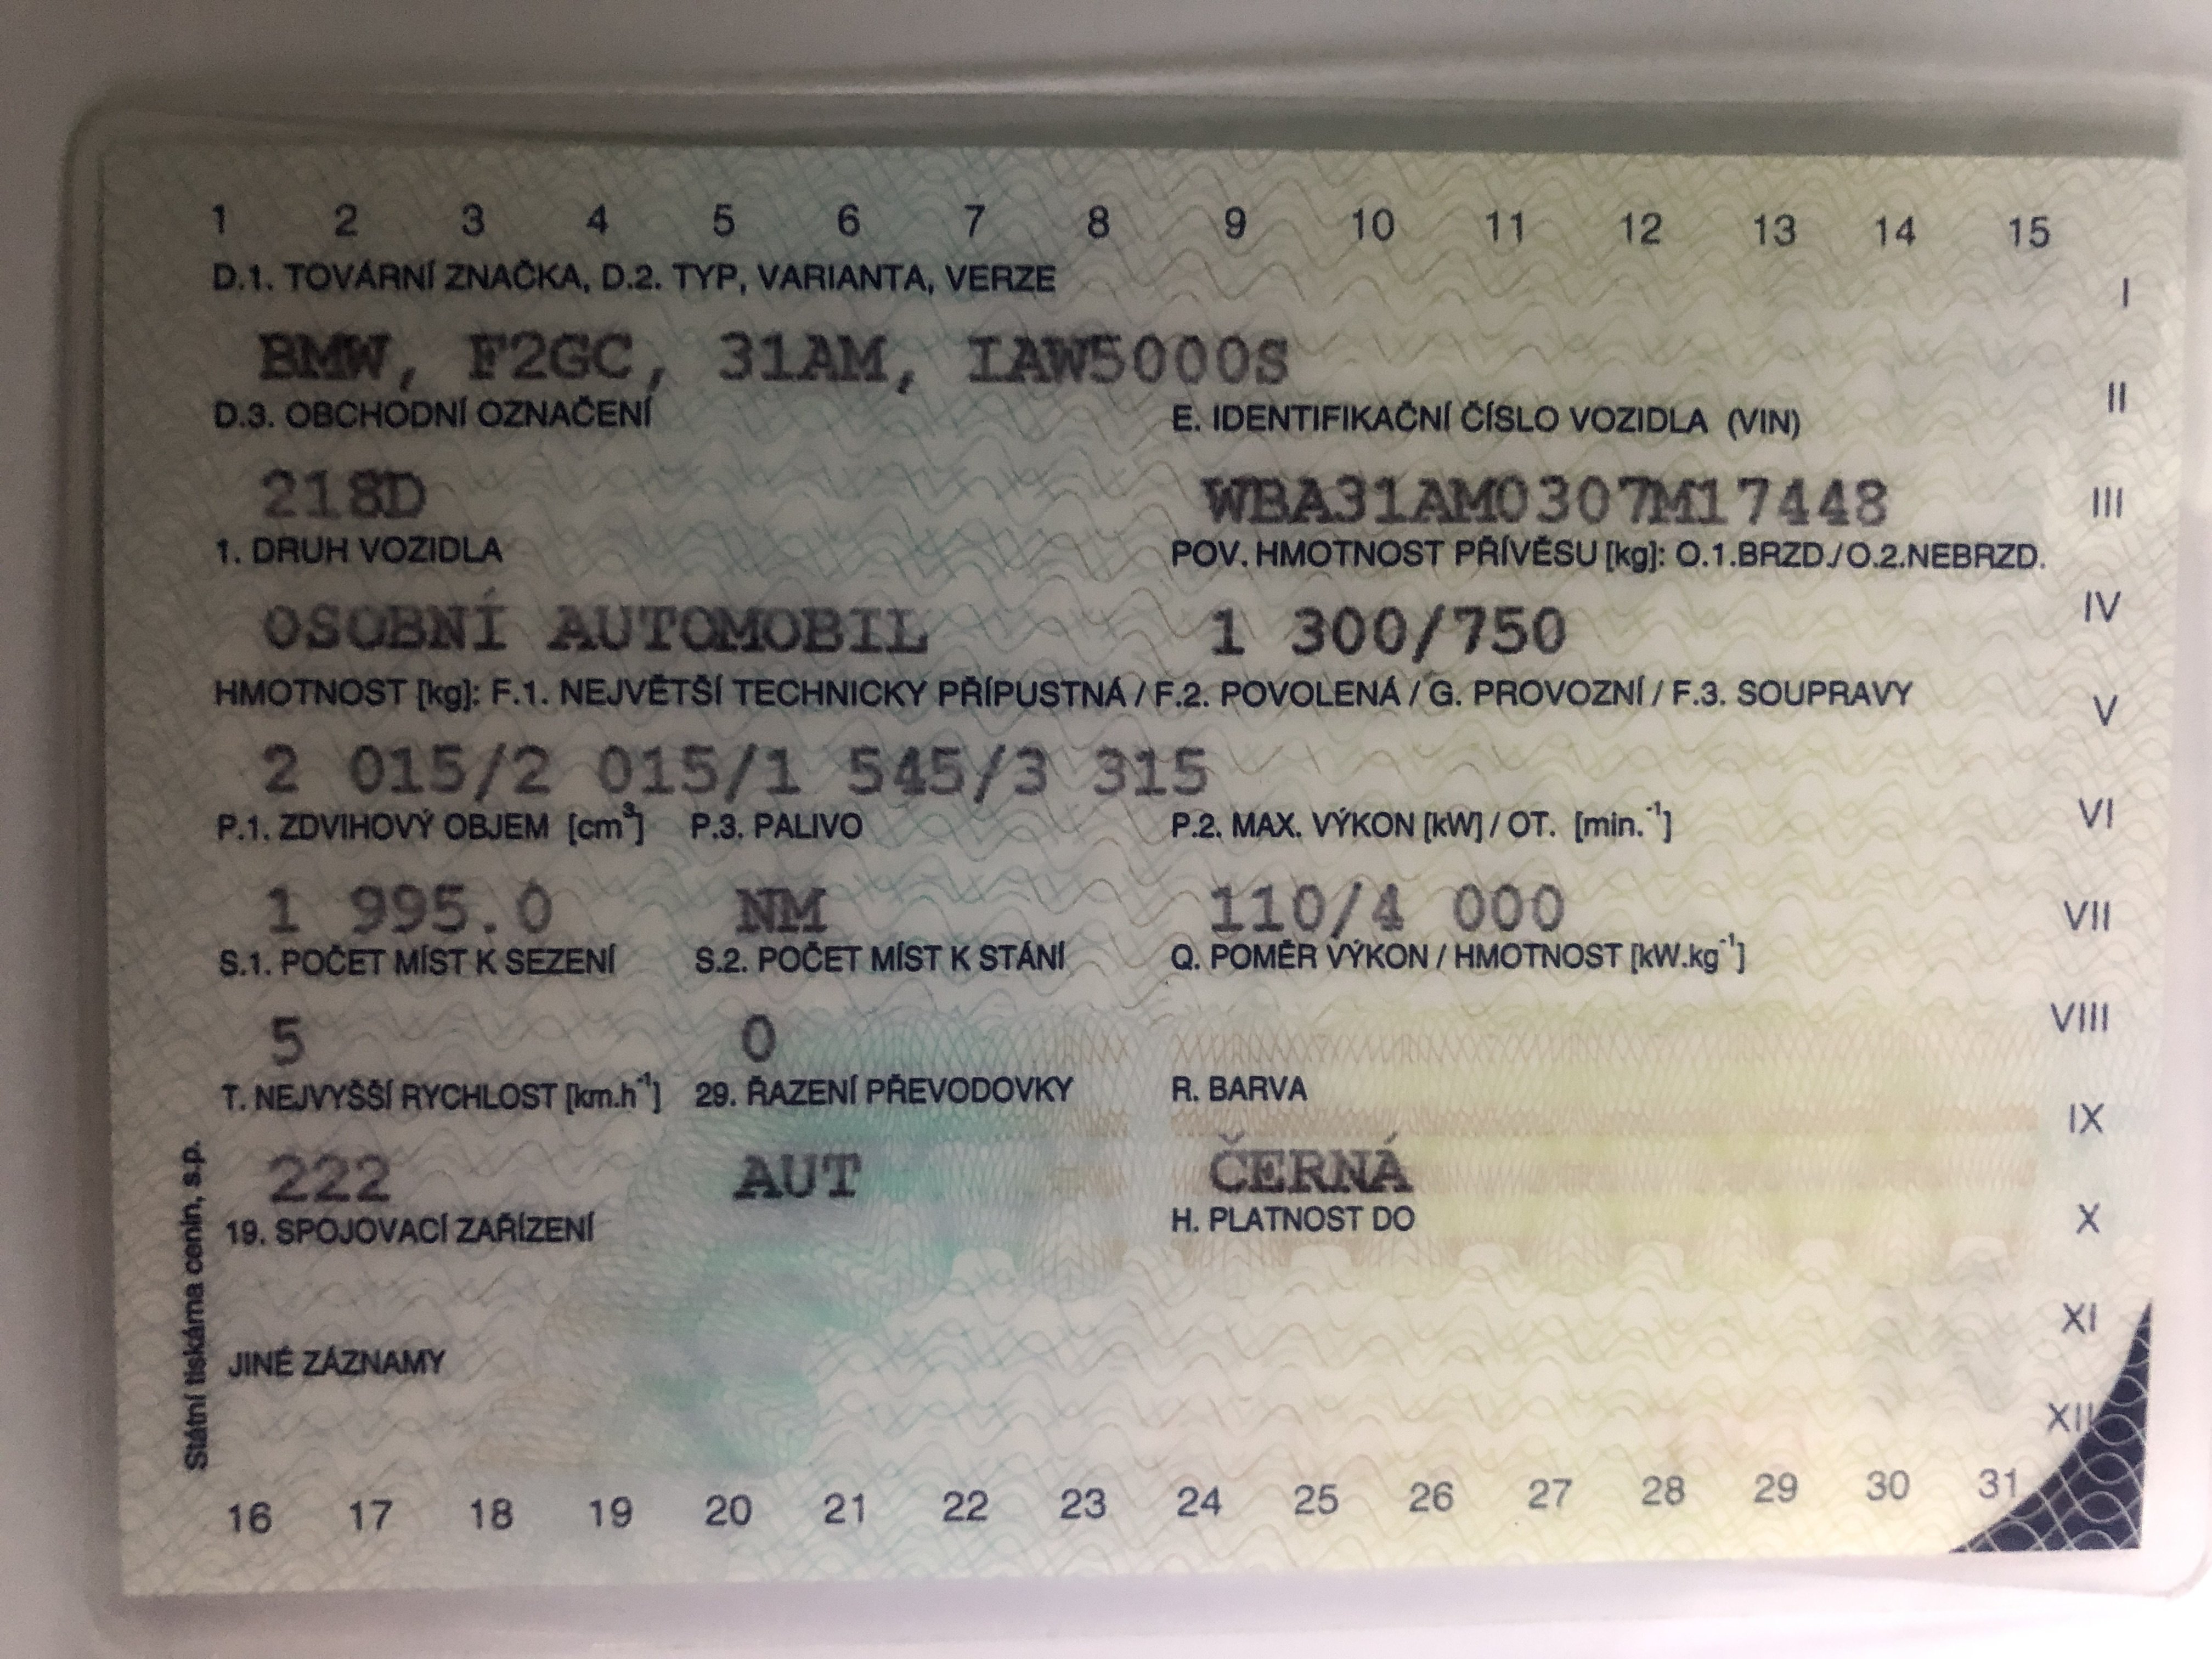 1 2 3 4 5 6 7 8 9 10 11 12 13 14 15
D.1. TOVÁRNÍ ZNAČKA, D.2. TYP, VARIANTA, VERZE
I
BMW, F2GC, 31AM, IAW5000S
II
D.3. OBCHODNÍ OZNAČENÍ E. IDENTIFIKAČNÍ ČÍSLO VOZIDLA (VIN)
218D WBA31AM0307M17448
III
1. DRUH VOZIDLA POV. HMOTNOST PŘÍVĚSU [kg]: O.1.BRZD./O.2.NEBRZD.
IV
OSOBNÍ AUTOMOBIL 1 300/750
HMOTNOST [kg]: F.1. NEJVĚTŠÍ TECHNICKY PŘÍPUSTNÁ / F.2. POVOLENÁ / G. PROVOZNÍ / F.3. SOUPRAVY
V
2 015/2 015/1 545/3 315
VI
P.1. ZDVIHOVÝ OBJEM [cm³] P.3. PALIVO P.2. MAX. VÝKON [kW] / OT. [min.⁻¹]
1 995.0 NM 110/4 000
VII
S.1. POČET MÍST K SEZENÍ S.2. POČET MÍST K STÁNÍ Q. POMĚR VÝKON / HMOTNOST [kW.kg⁻¹]
VIII
5 0
T. NEJVYŠŠÍ RYCHLOST [km.h⁻¹] 29. ŘAZENÍ PŘEVODOVKY R. BARVA
IX
222 AUT ČERNÁ
X
19. SPOJOVACÍ ZAŘÍZENÍ H. PLATNOST DO
XI
JINÉ ZÁZNAMY
XII
Státní tiskárna cenin, s.p.
16 17 18 19 20 21 22 23 24 25 26 27 28 29 30 31